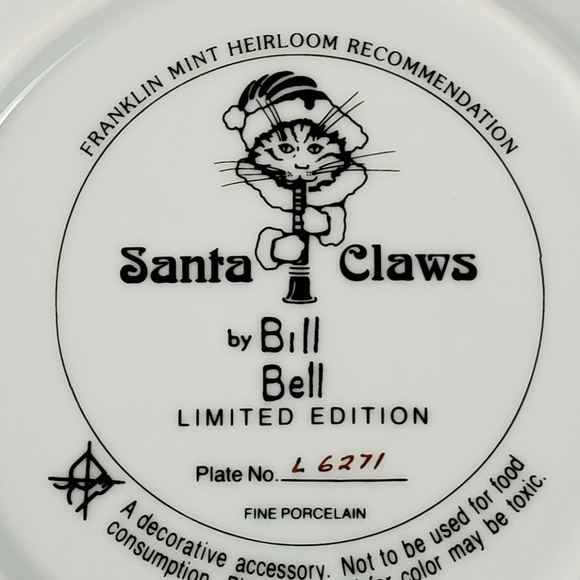 FRANKLIN MINT HEIRLOOM RECOMMENDATION
Santa Claws
by Bill
Bell
LIMITED EDITION
Plate No. L 6271
FINE PORCELAIN
A decorative accessory. Not to be used for food
consumption. for color may be toxic.